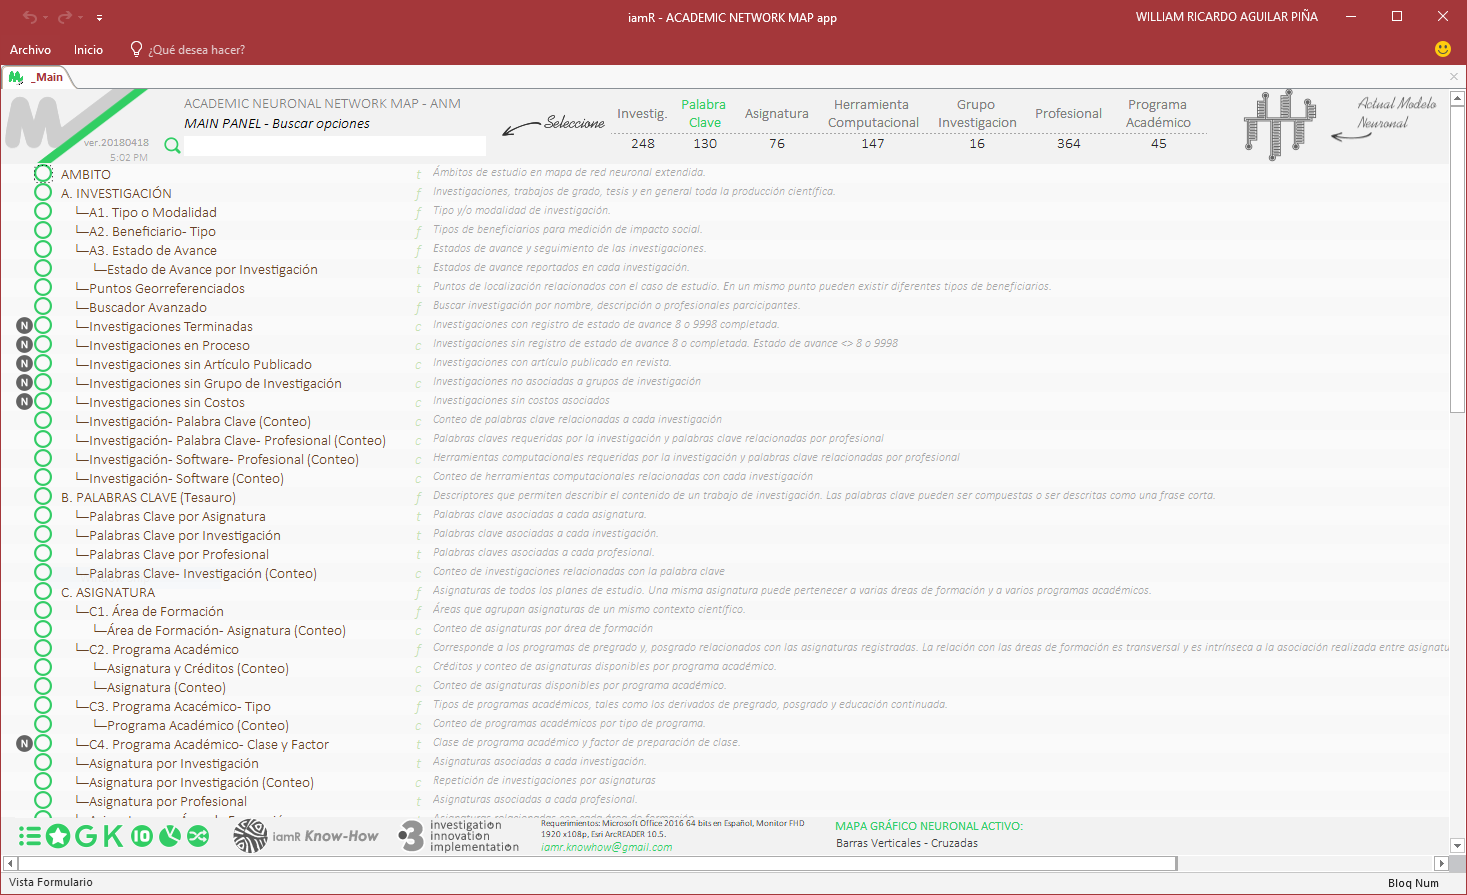 iamR - ACADEMIC NETWORK MAP app
WILLIAM RICARDO AGUILAR PIÑA
Archivo
Inicio
¿Qué desea hacer?
_Main
ACADEMIC NEURONAL NETWORK MAP - ANM
MAIN PANEL - Buscar opciones
ver.20180418
5:02 PM
Seleccione
Investig.
248
Palabra
Clave
130
Asignatura
76
Herramienta
Computacional
147
Grupo
Investigacion
16
Profesional
364
Programa
Académico
45
Actual Modelo
Neuronal
AMBITO t Ámbitos de estudio en mapa de red neuronal extendida.
A. INVESTIGACIÓN f Investigaciones, trabajos de grado, tesis y en general toda la producción científica.
└─A1. Tipo o Modalidad f Tipo y/o modalidad de investigación.
└─A2. Beneficiario- Tipo f Tipos de beneficiarios para medición de impacto social.
└─A3. Estado de Avance f Estados de avance y seguimiento de las investigaciones.
└─Estado de Avance por Investigación t Estados de avance reportados en cada investigación.
└─Puntos Georreferenciados t Puntos de localización relacionados con el caso de estudio. En un mismo punto pueden existir diferentes tipos de beneficiarios.
└─Buscador Avanzado f Buscar investigación por nombre, descripción o profesionales parcicipantes.
N └─Investigaciones Terminadas c Investigaciones con registro de estado de avance 8 o 9998 completada.
N └─Investigaciones en Proceso c Investigaciones sin registro de estado de avance 8 o completada. Estado de avance <> 8 o 9998
N └─Investigaciones sin Artículo Publicado c Investigaciones con artículo publicado en revista.
N └─Investigaciones sin Grupo de Investigación c Investigaciones no asociadas a grupos de investigación
N └─Investigaciones sin Costos c Investigaciones sin costos asociados
└─Investigación- Palabra Clave (Conteo) c Conteo de palabras clave relacionadas a cada investigación
└─Investigación- Palabra Clave- Profesional (Conteo) c Palabras claves requeridas por la investigación y palabras clave relacionadas por profesional
└─Investigación- Software- Profesional (Conteo) c Herramientas computacionales requeridas por la investigación y palabras clave relacionadas por profesional
└─Investigación- Software (Conteo) c Conteo de herramientas computacionales relacionadas con cada investigación
B. PALABRAS CLAVE (Tesauro) f Descriptores que permiten describir el contenido de un trabajo de investigación. Las palabras clave pueden ser compuestas o ser descritas como una frase corta.
└─Palabras Clave por Asignatura t Palabras clave asociadas a cada asignatura.
└─Palabras Clave por Investigación t Palabras clave asociadas a cada investigación.
└─Palabras Clave por Profesional t Palabras claves asociadas a cada profesional.
└─Palabras Clave- Investigación (Conteo) c Conteo de investigaciones relacionadas con la palabra clave
C. ASIGNATURA f Asignaturas de todos los planes de estudio. Una misma asignatura puede pertenecer a varias áreas de formación y a varios programas académicos.
└─C1. Área de Formación f Áreas que agrupan asignaturas de un mismo contexto científico.
└─Área de Formación- Asignatura (Conteo) c Conteo de asignaturas por área de formación
└─C2. Programa Académico f Corresponde a los programas de pregrado y, posgrado relacionados con las asignaturas registradas. La relación con las áreas de formación es transversal y es intrínseca a la asociación realizada entre asignatu
└─Asignatura y Créditos (Conteo) c Créditos y conteo de asignaturas disponibles por programa académico.
└─Asignatura (Conteo) c Conteo de asignaturas disponibles por programa académico.
└─C3. Programa Acacémico- Tipo f Tipos de programas académicos, tales como los derivados de pregrado, posgrado y educación continuada.
└─Programa Académico (Conteo) c Conteo de programas académicos por tipo de programa.
N └─C4. Programa Académico- Clase y Factor t Clase de programa académico y factor de preparación de clase.
└─Asignatura por Investigación t Asignaturas asociadas a cada investigación.
└─Asignatura por Investigación (Conteo) c Repetición de investigaciones por asignaturas
└─Asignatura por Profesional t Asignaturas asociadas a cada profesional.
G K 10
iamR Know-How
3
investigation
innovation
implementation
Requerimientos: Microsoft Office 2016 64 bits en Español, Monitor FHD
1920 x108p, Esri ArcREADER 10.5.
iamr.knowhow@gmail.com
MAPA GRÁFICO NEURONAL ACTIVO:
Barras Verticales - Cruzadas
Vista Formulario
Bloq Num